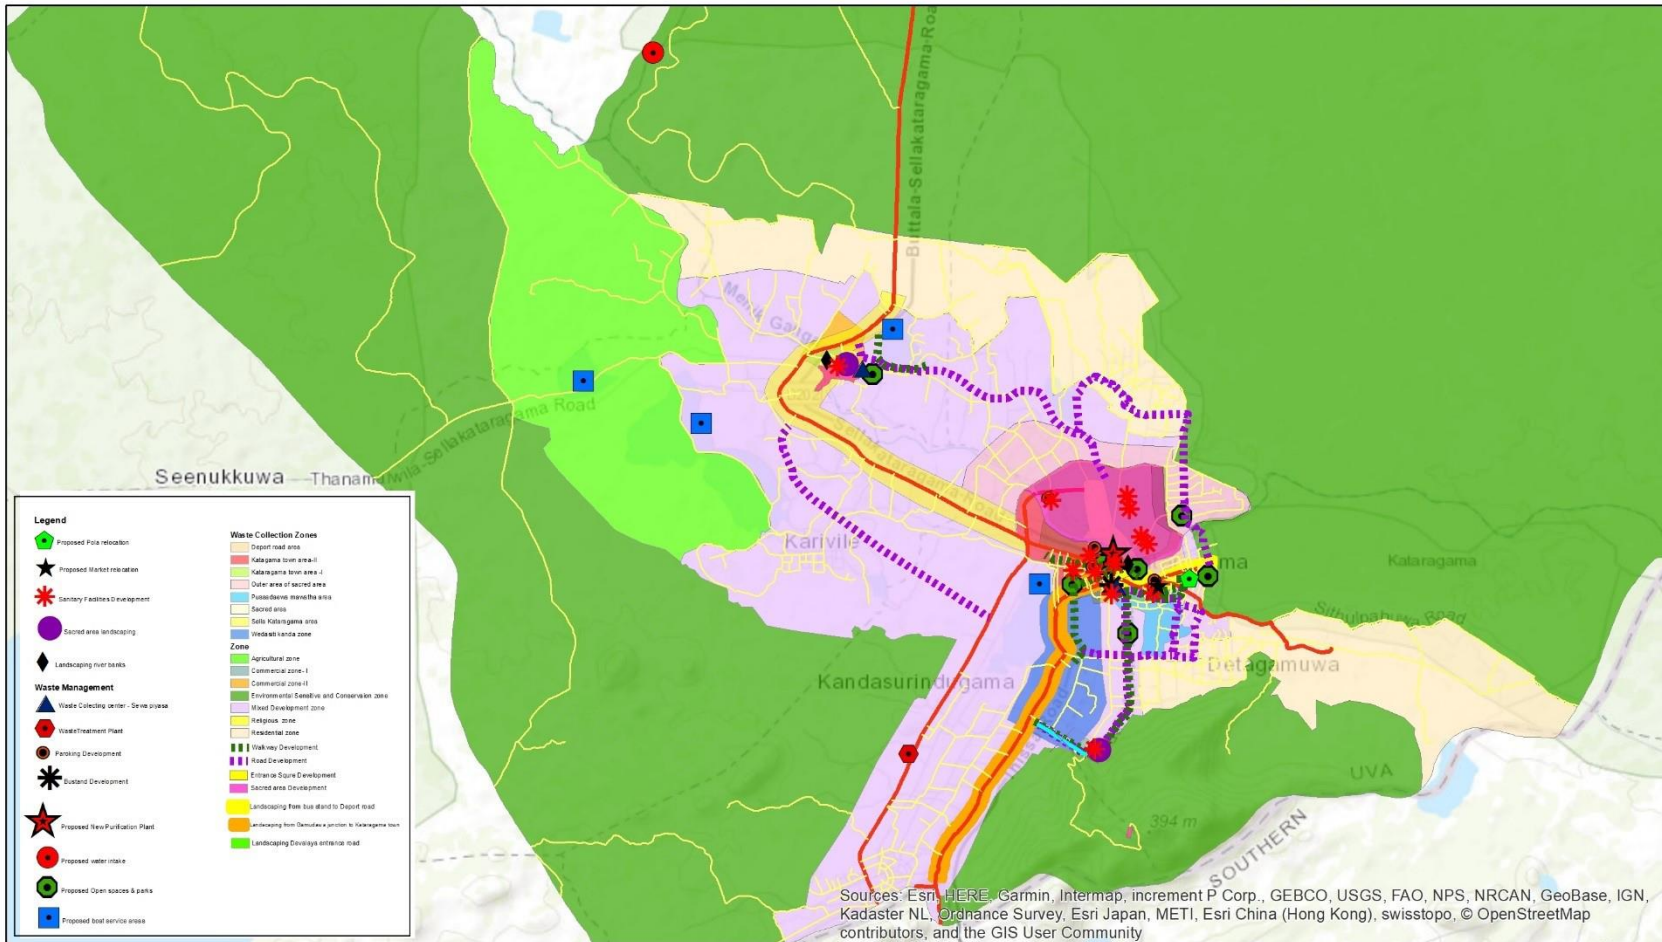 Buttala-Sellakataragama-Roa
Menik Ganga
Seenukkuwa
Thanamalwila-Sellakataragama Road
Sellakataragama Road
Karivile
Kataragama
Sithulpahuwa Road
Detagamuwa
Kandasurindugama
UVA
394 m
SOUTHERN
Legend
Proposed Pola relocation
Proposed Market relocation
Sanitary Facilities Development
Sacred area landscaping
Landscaping river banks
Waste Management
Waste Colecting center - Sewa piyasa
WasteTreatment Plant
Paroking Development
Bustand Development
Proposed New Purification Plant
Proposed water intake
Proposed Open spaces & parks
Proposed boat service areas
Waste Collection Zones
Deport road area
Katagama town area-II
Kataragama town area -I
Outer area of sacred area
Pussadaewa mawatha area
Sacred area
Sella Kataragama area
Wedasiti kanda zone
Zone
Agricultural zone
Commercial zone- I
Commercial zone-II
Environmental Sensitive and Conservation zone
Mixed Development zone
Religious zone
Residential zone
Walkway Development
Road Development
Entrance Squre Development
Sacred area Development
Landscaping from bus stand to Deport road
Landscaping from Gamudawa junction to Kataragama town
Landscaping Devalaya entrance road
Sources: Esri, HERE, Garmin, Intermap, increment P Corp., GEBCO, USGS, FAO, NPS, NRCAN, GeoBase, IGN,
Kadaster NL, Ordnance Survey, Esri Japan, METI, Esri China (Hong Kong), swisstopo, © OpenStreetMap
contributors, and the GIS User Community